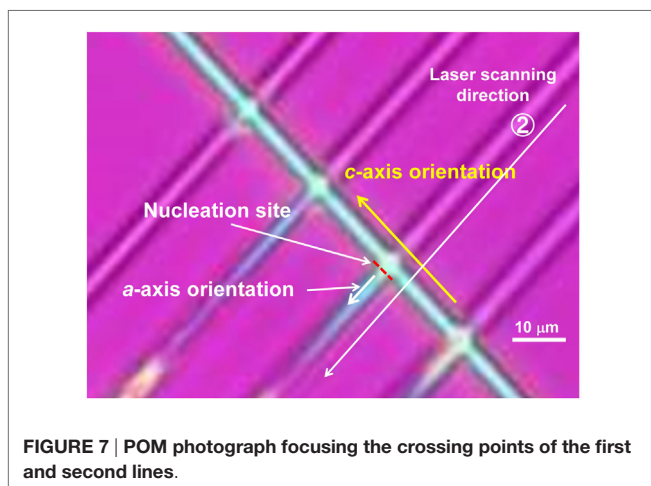 Laser scanning
direction
②
c-axis orientation
Nucleation site
a-axis orientation
10 μm
FIGURE 7 | POM photograph focusing the crossing points of the first
and second lines.